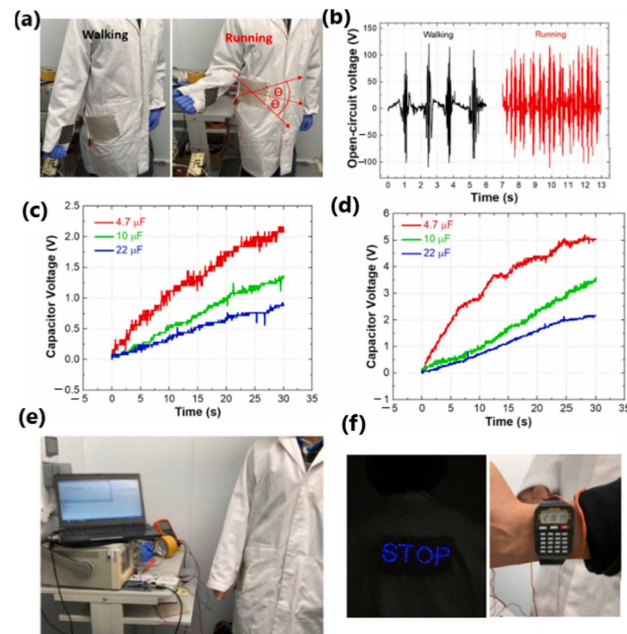 (a)
Walking
Running
Θ
Θ
(b)
Open-circuit voltage (V)
150
100
50
0
-50
-100
Walking
Running
0 1 2 3 4 5 6 7 8 9 10 11 12 13
Time (s)
(c)
Capacitor Voltage (V)
2.5
2.0
1.5
1.0
0.5
0.0
-0.5
4.7 μF
10 μF
22 μF
-5 0 5 10 15 20 25 30 35
Time (s)
(d)
Capacitor Voltage (V)
6
5
4
3
2
1
0
-1
4.7 μF
10 μF
22 μF
-5 0 5 10 15 20 25 30 35
Time (s)
(e)
(f)
STOP